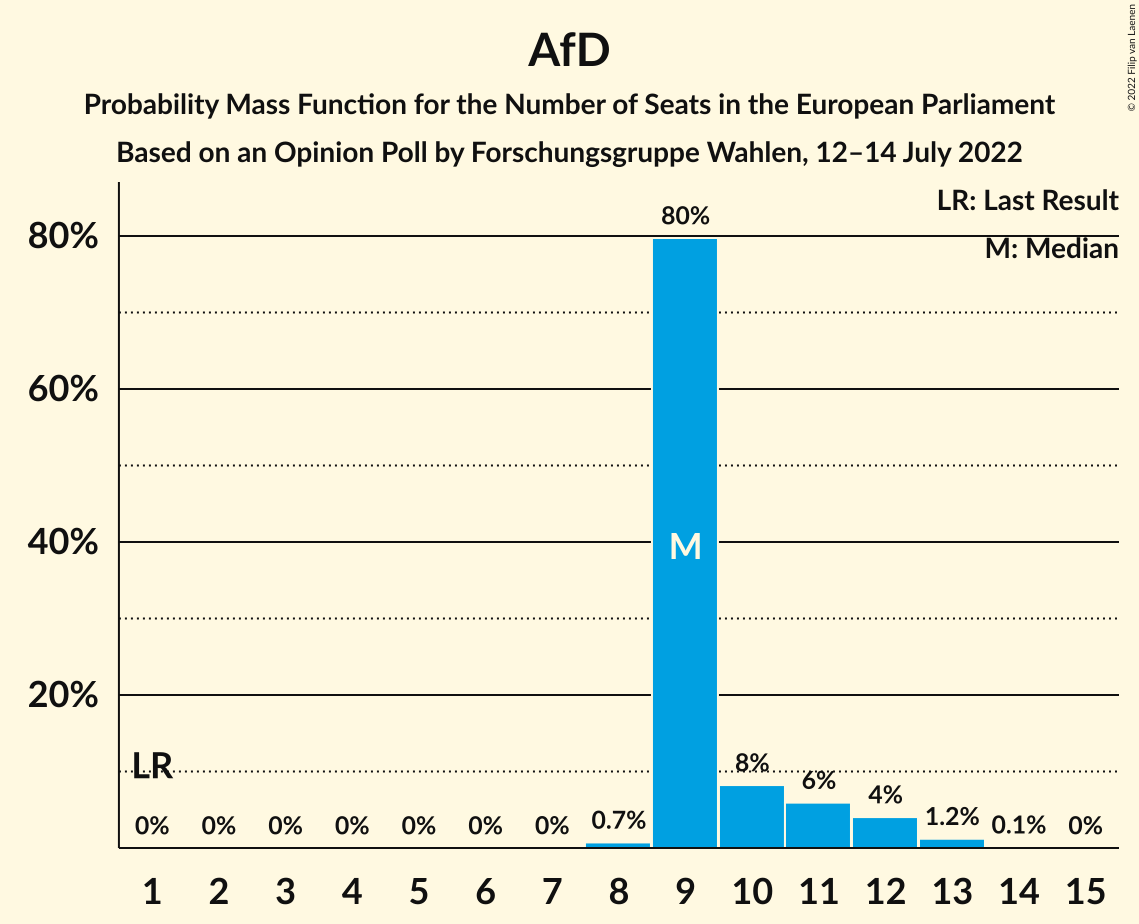 AfD
Probability Mass Function for the Number of Seats in the European Parliament
Based on an Opinion Poll by Forschungsgruppe Wahlen, 12–14 July 2022
© 2022 Filip van Laenen
LR: Last Result
M: Median
80%
60%
40%
20%
80%
M
LR
0% 0% 0% 0% 0% 0% 0% 0.7% 8% 6% 4% 1.2% 0.1% 0%
1 2 3 4 5 6 7 8 9 10 11 12 13 14 15